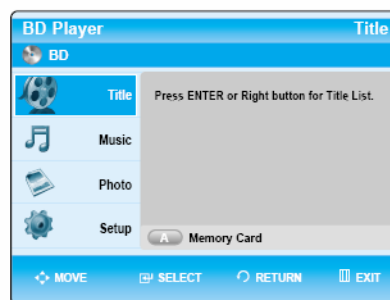 BD Player Title
BD
Title
Press ENTER or Right button for Title List.
Music
Photo
Setup
A Memory Card
MOVE SELECT RETURN EXIT